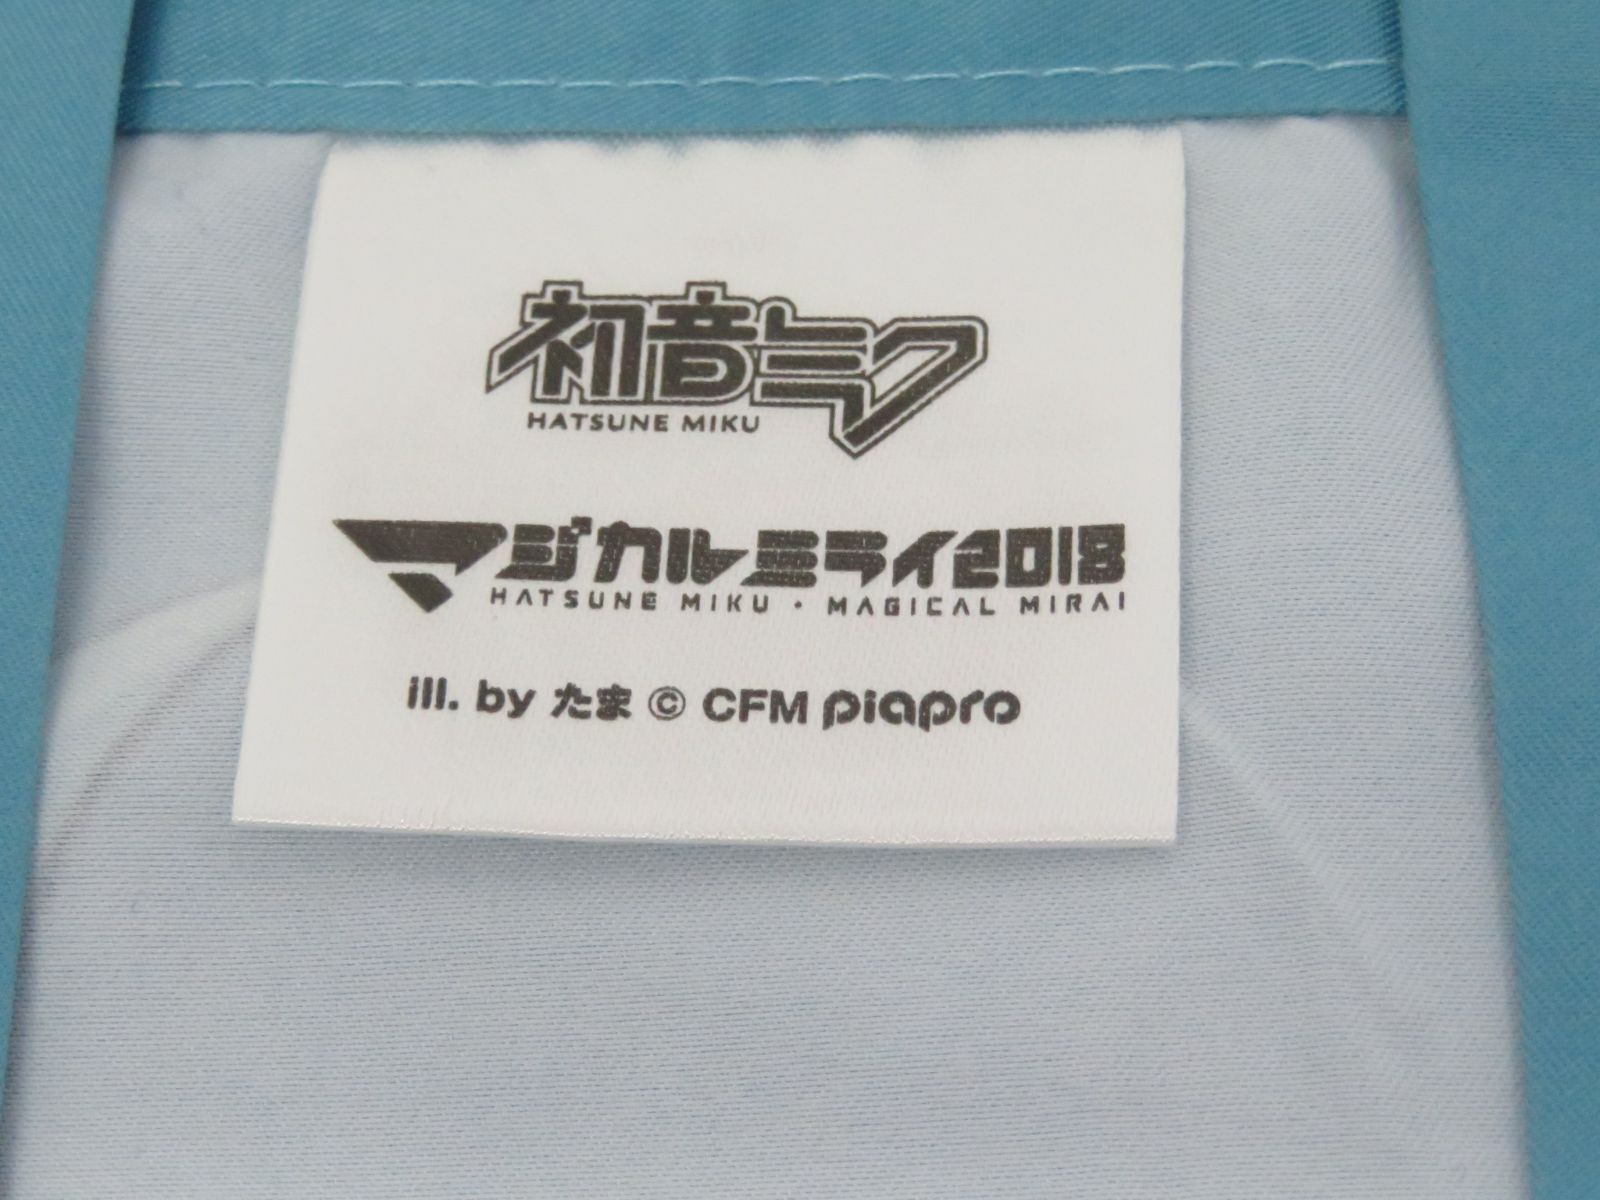 初音ミク
HATSUNE MIKU
マジカルミライ2018
HATSUNE MIKU・MAGICAL MIRAI
ill. by たま © CFM piapro